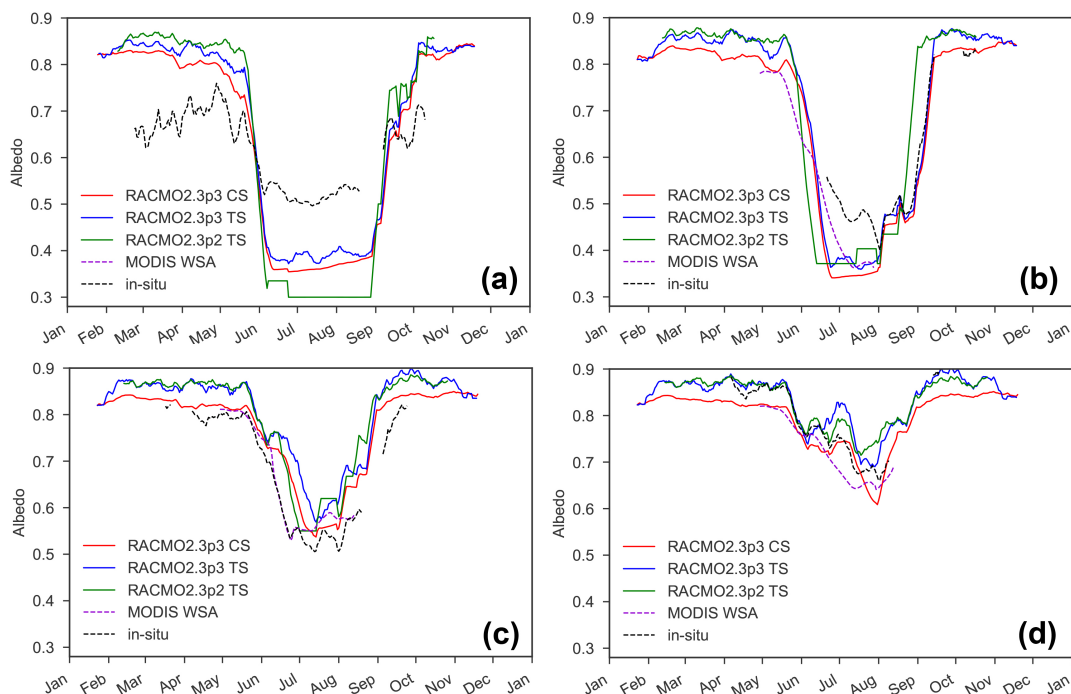 0.9
0.8
0.7
0.6
0.5
0.4
0.3
Albedo
RACMO2.3p3 CS
RACMO2.3p3 TS
RACMO2.3p2 TS
MODIS WSA
in-situ
(a)
Jan Feb Mar Apr May Jun Jul Aug Sep Oct Nov Dec Jan
0.9
0.8
0.7
0.6
0.5
0.4
0.3
Albedo
RACMO2.3p3 CS
RACMO2.3p3 TS
RACMO2.3p2 TS
MODIS WSA
in-situ
(b)
Jan Feb Mar Apr May Jun Jul Aug Sep Oct Nov Dec Jan
0.9
0.8
0.7
0.6
0.5
0.4
0.3
Albedo
RACMO2.3p3 CS
RACMO2.3p3 TS
RACMO2.3p2 TS
MODIS WSA
in-situ
(c)
Jan Feb Mar Apr May Jun Jul Aug Sep Oct Nov Dec Jan
0.9
0.8
0.7
0.6
0.5
0.4
0.3
Albedo
RACMO2.3p3 CS
RACMO2.3p3 TS
RACMO2.3p2 TS
MODIS WSA
in-situ
(d)
Jan Feb Mar Apr May Jun Jul Aug Sep Oct Nov Dec Jan